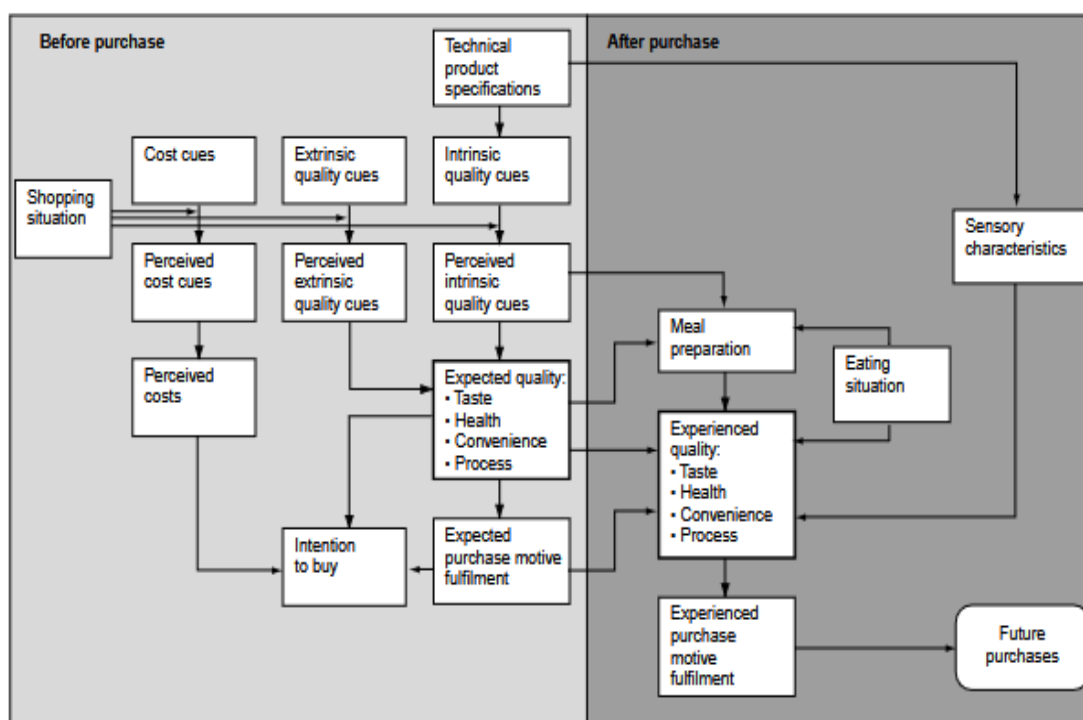 Before purchase
After purchase
Technical
product
specifications
Cost cues
Extrinsic
quality cues
Intrinsic
quality cues
Shopping
situation
Sensory
characteristics
Perceived
cost cues
Perceived
extrinsic
quality cues
Perceived
intrinsic
quality cues
Meal
preparation
Eating
situation
Perceived
costs
Expected quality:
• Taste
• Health
• Convenience
• Process
Experienced
quality:
• Taste
• Health
• Convenience
• Process
Intention
to buy
Expected
purchase motive
fulfilment
Experienced
purchase
motive
fulfilment
Future
purchases